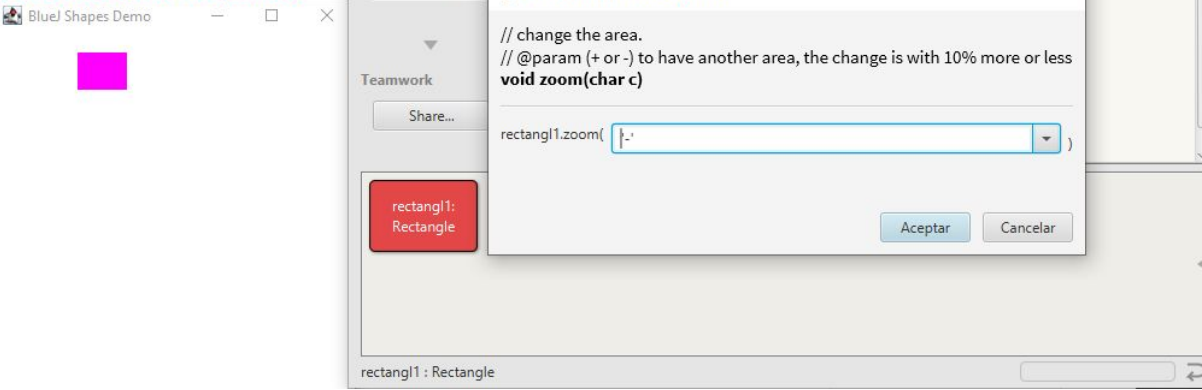 BlueJ Shapes Demo
// change the area.
// @param (+ or -) to have another area, the change is with 10% more or less
void zoom(char c)
Teamwork
Share...
rectangl1.zoom( '-' )
rectangl1:
Rectangle
Aceptar
Cancelar
rectangl1 : Rectangle